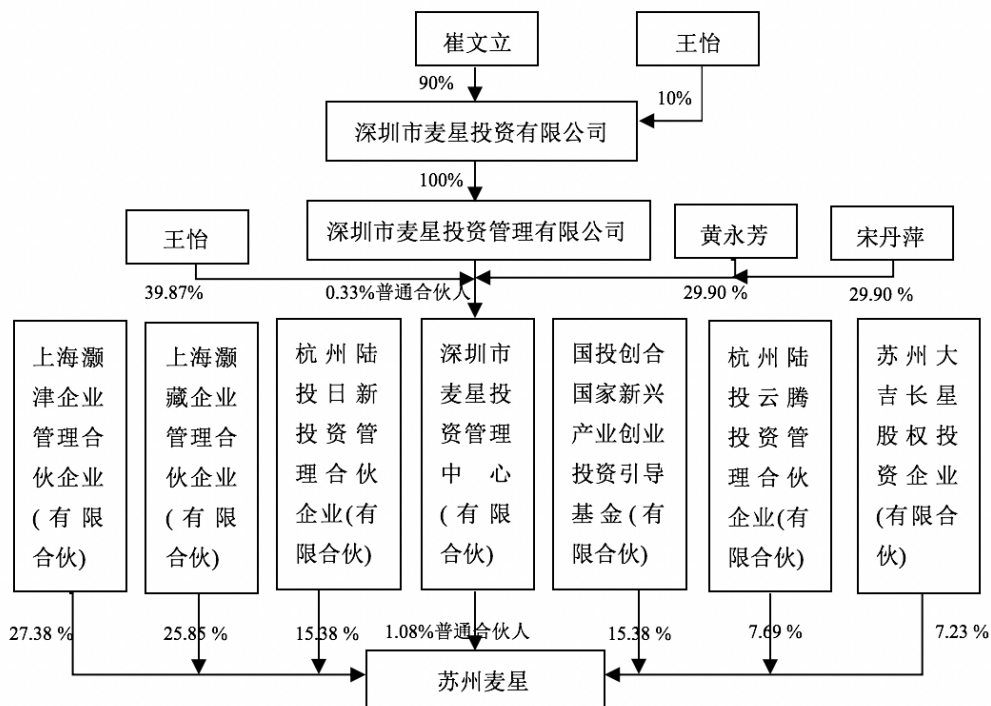 崔文立
王怡
90%
10%
深圳市麦星投资有限公司
100%
王怡
深圳市麦星投资管理有限公司
黄永芳
宋丹萍
39.87%
0.33%普通合伙人
29.90 %
29.90 %
上海灏
津企业
管理合
伙企业
(有限
合伙)
上海灏
藏企业
管理合
伙企业
(有限
合伙)
杭州陆
投日新
投资管
理合伙
企业(有
限合伙)
深圳市
麦星投
资管理
中心
(有限
合伙)
国投创合
国家新兴
产业创业
投资引导
基金(有
限合伙)
杭州陆
投云腾
投资管
理合伙
企业(有
限合伙)
苏州大
吉长星
股权投
资企业
(有限合
伙)
27.38 %
25.85 %
15.38 %
1.08%普通合伙人
15.38 %
7.69 %
7.23 %
苏州麦星